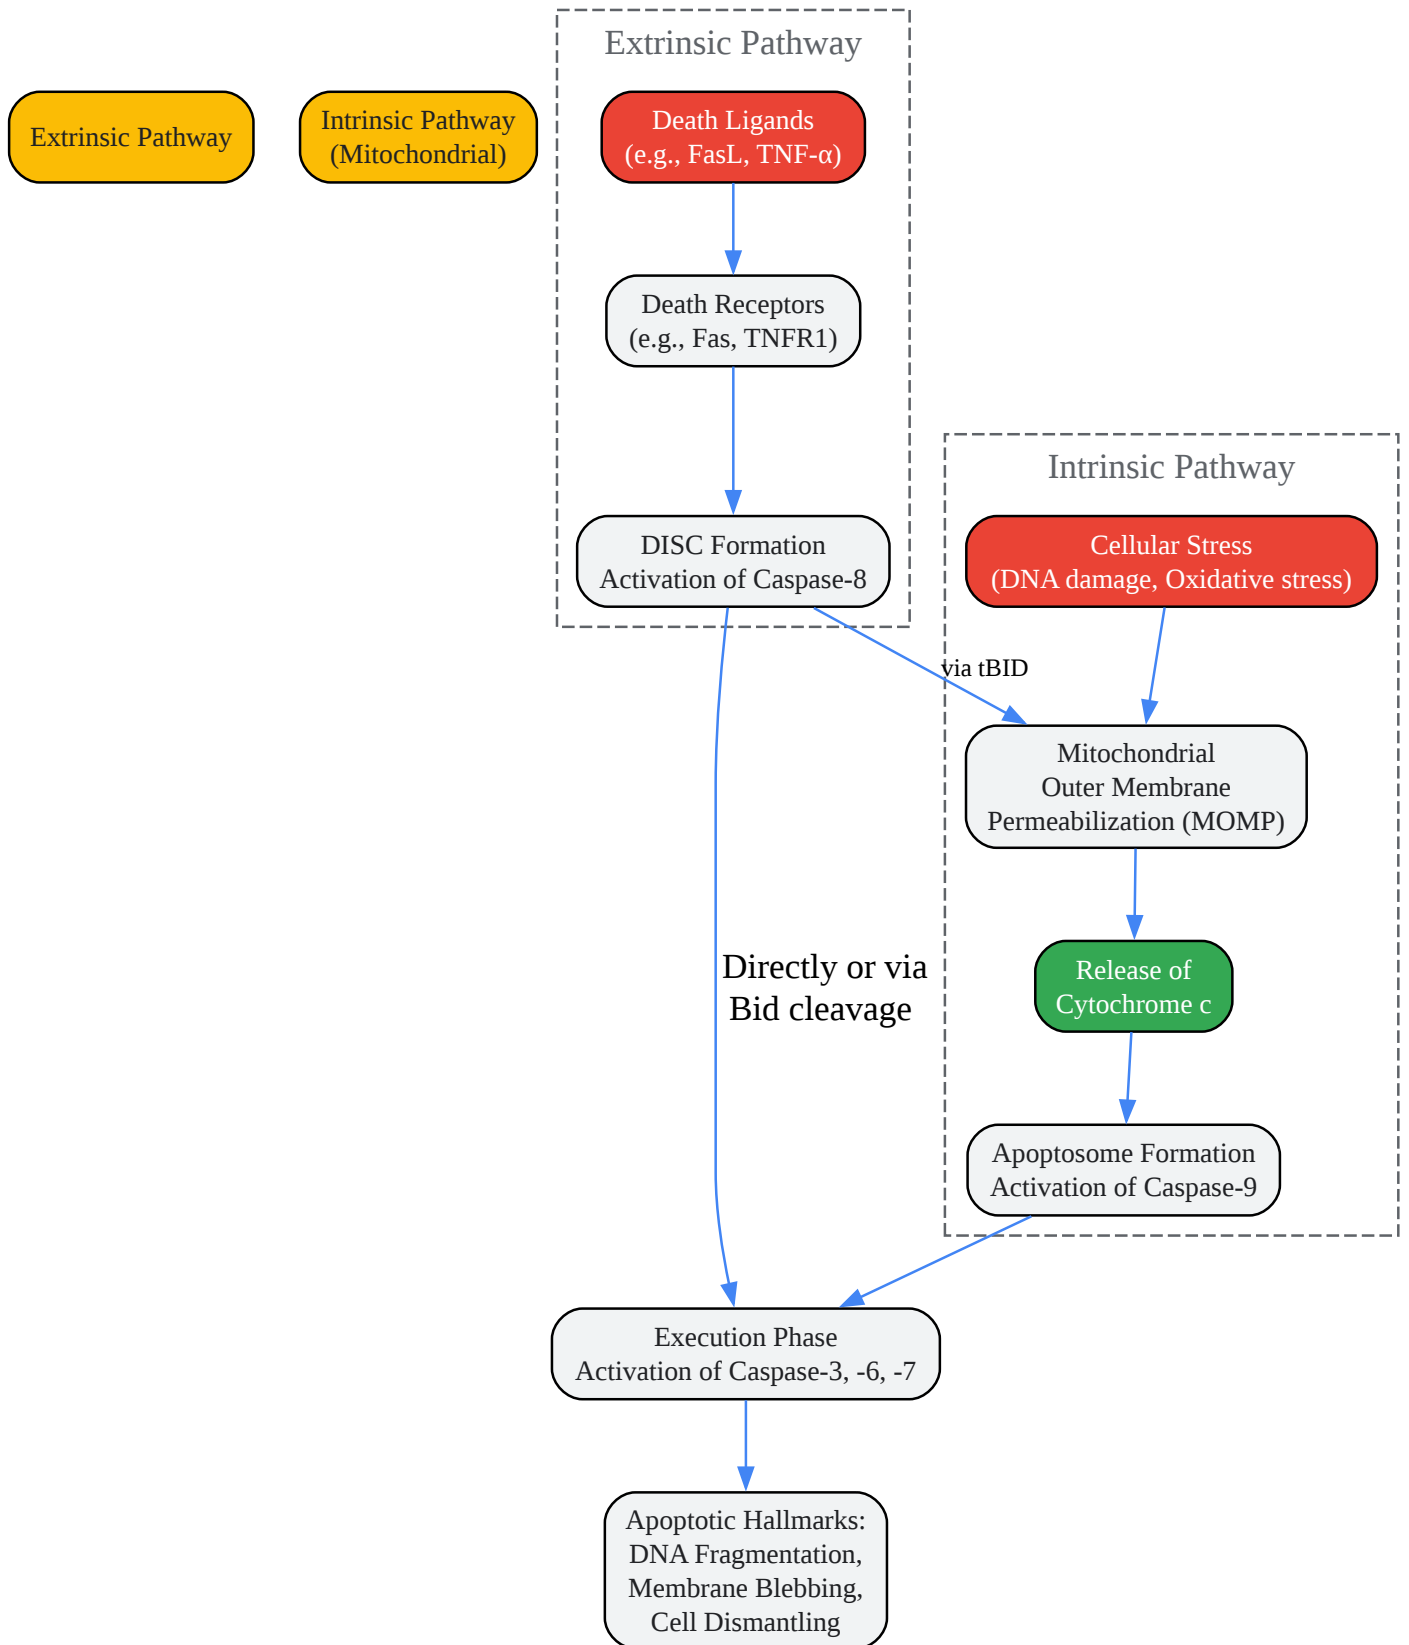 Extrinsic Pathway
Extrinsic Pathway
Intrinsic Pathway
(Mitochondrial)
Death Ligands
(e.g., FasL, TNF-α)
Death Receptors
(e.g., Fas, TNFR1)
Intrinsic Pathway
DISC Formation
Activation of Caspase-8
Cellular Stress
(DNA damage, Oxidative stress)
via tBID
Mitochondrial
Outer Membrane
Permeabilization (MOMP)
Directly or via
Bid cleavage
Release of
Cytochrome c
Apoptosome Formation
Activation of Caspase-9
Execution Phase
Activation of Caspase-3, -6, -7
Apoptotic Hallmarks:
DNA Fragmentation,
Membrane Blebbing,
Cell Dismantling